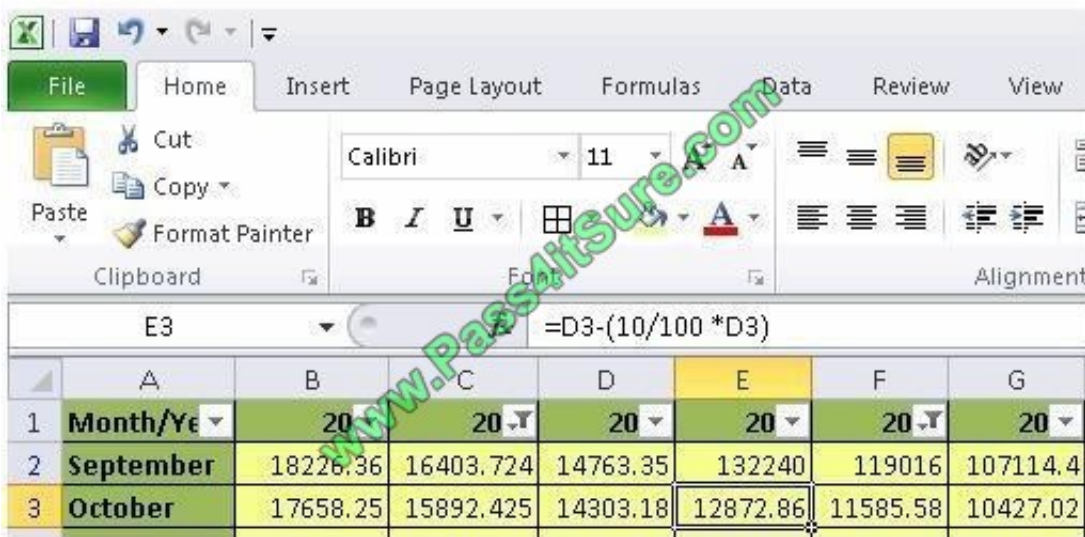 File Home Insert Page Layout Formulas Data Review View
Cut
Copy
Format Painter
Paste
Calibri 11 A A
B I U A
Clipboard Font Alignment
E3 fx =D3-(10/100 *D3)
A B C D E F G
1 Month/Ye 20 20 20 20 20 20
2 September 18226.36 16403.724 14763.35 132240 119016 107114.4
3 October 17658.25 15892.425 14303.18 12872.86 11585.58 10427.02
www.Pass4itSure.com